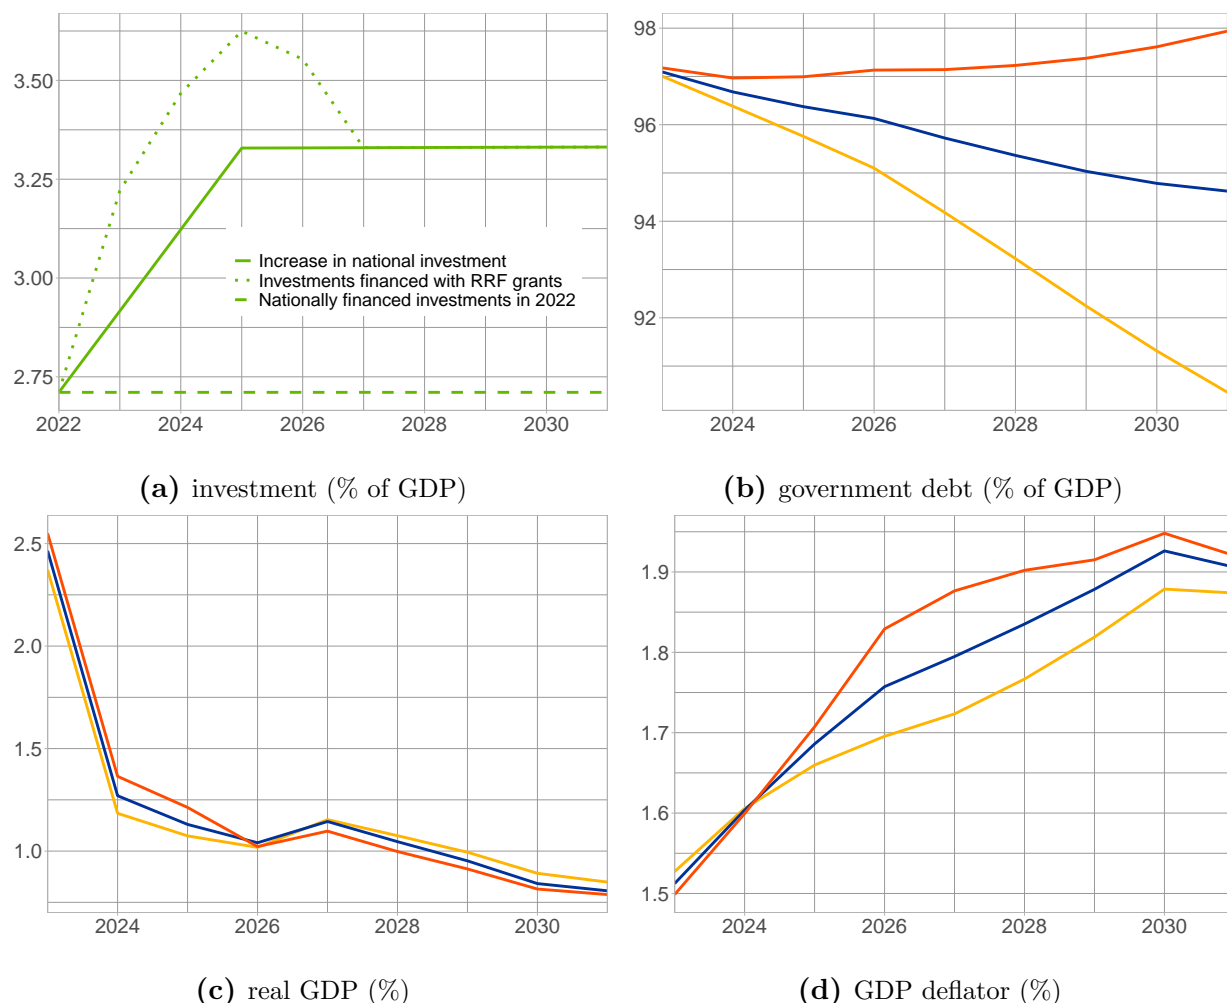 3.50
3.25
3.00
2.75
Increase in national investment
Investments financed with RRF grants
Nationally financed investments in 2022
2022 2024 2026 2028 2030
(a) investment (% of GDP)
98
96
94
92
2024 2026 2028 2030
(b) government debt (% of GDP)
2.5
2.0
1.5
1.0
2024 2026 2028 2030
(c) real GDP (%)
1.9
1.8
1.7
1.6
1.5
2024 2026 2028 2030
(d) GDP deflator (%)